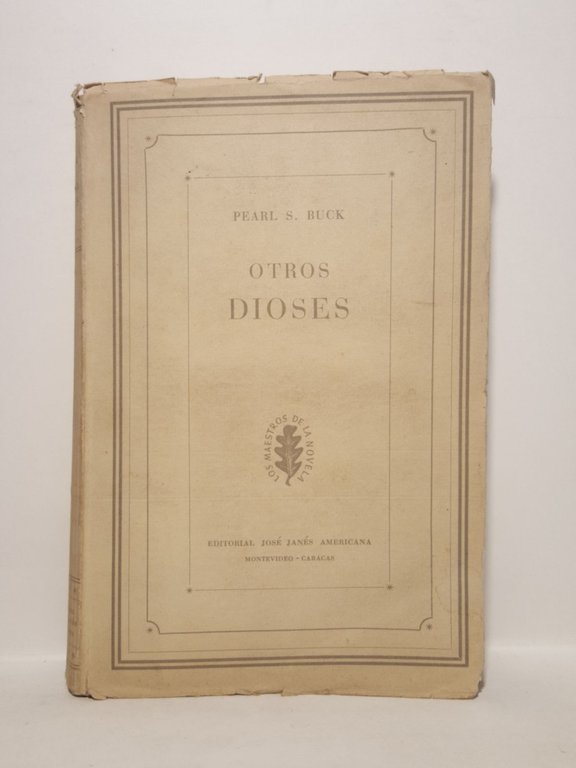 PEARL S. BUCK
OTROS
DIOSES
LOS MAESTROS DE LA NOVELA
EDITORIAL JOSÉ JANÉS AMERICANA
MONTEVIDEO - CARACAS